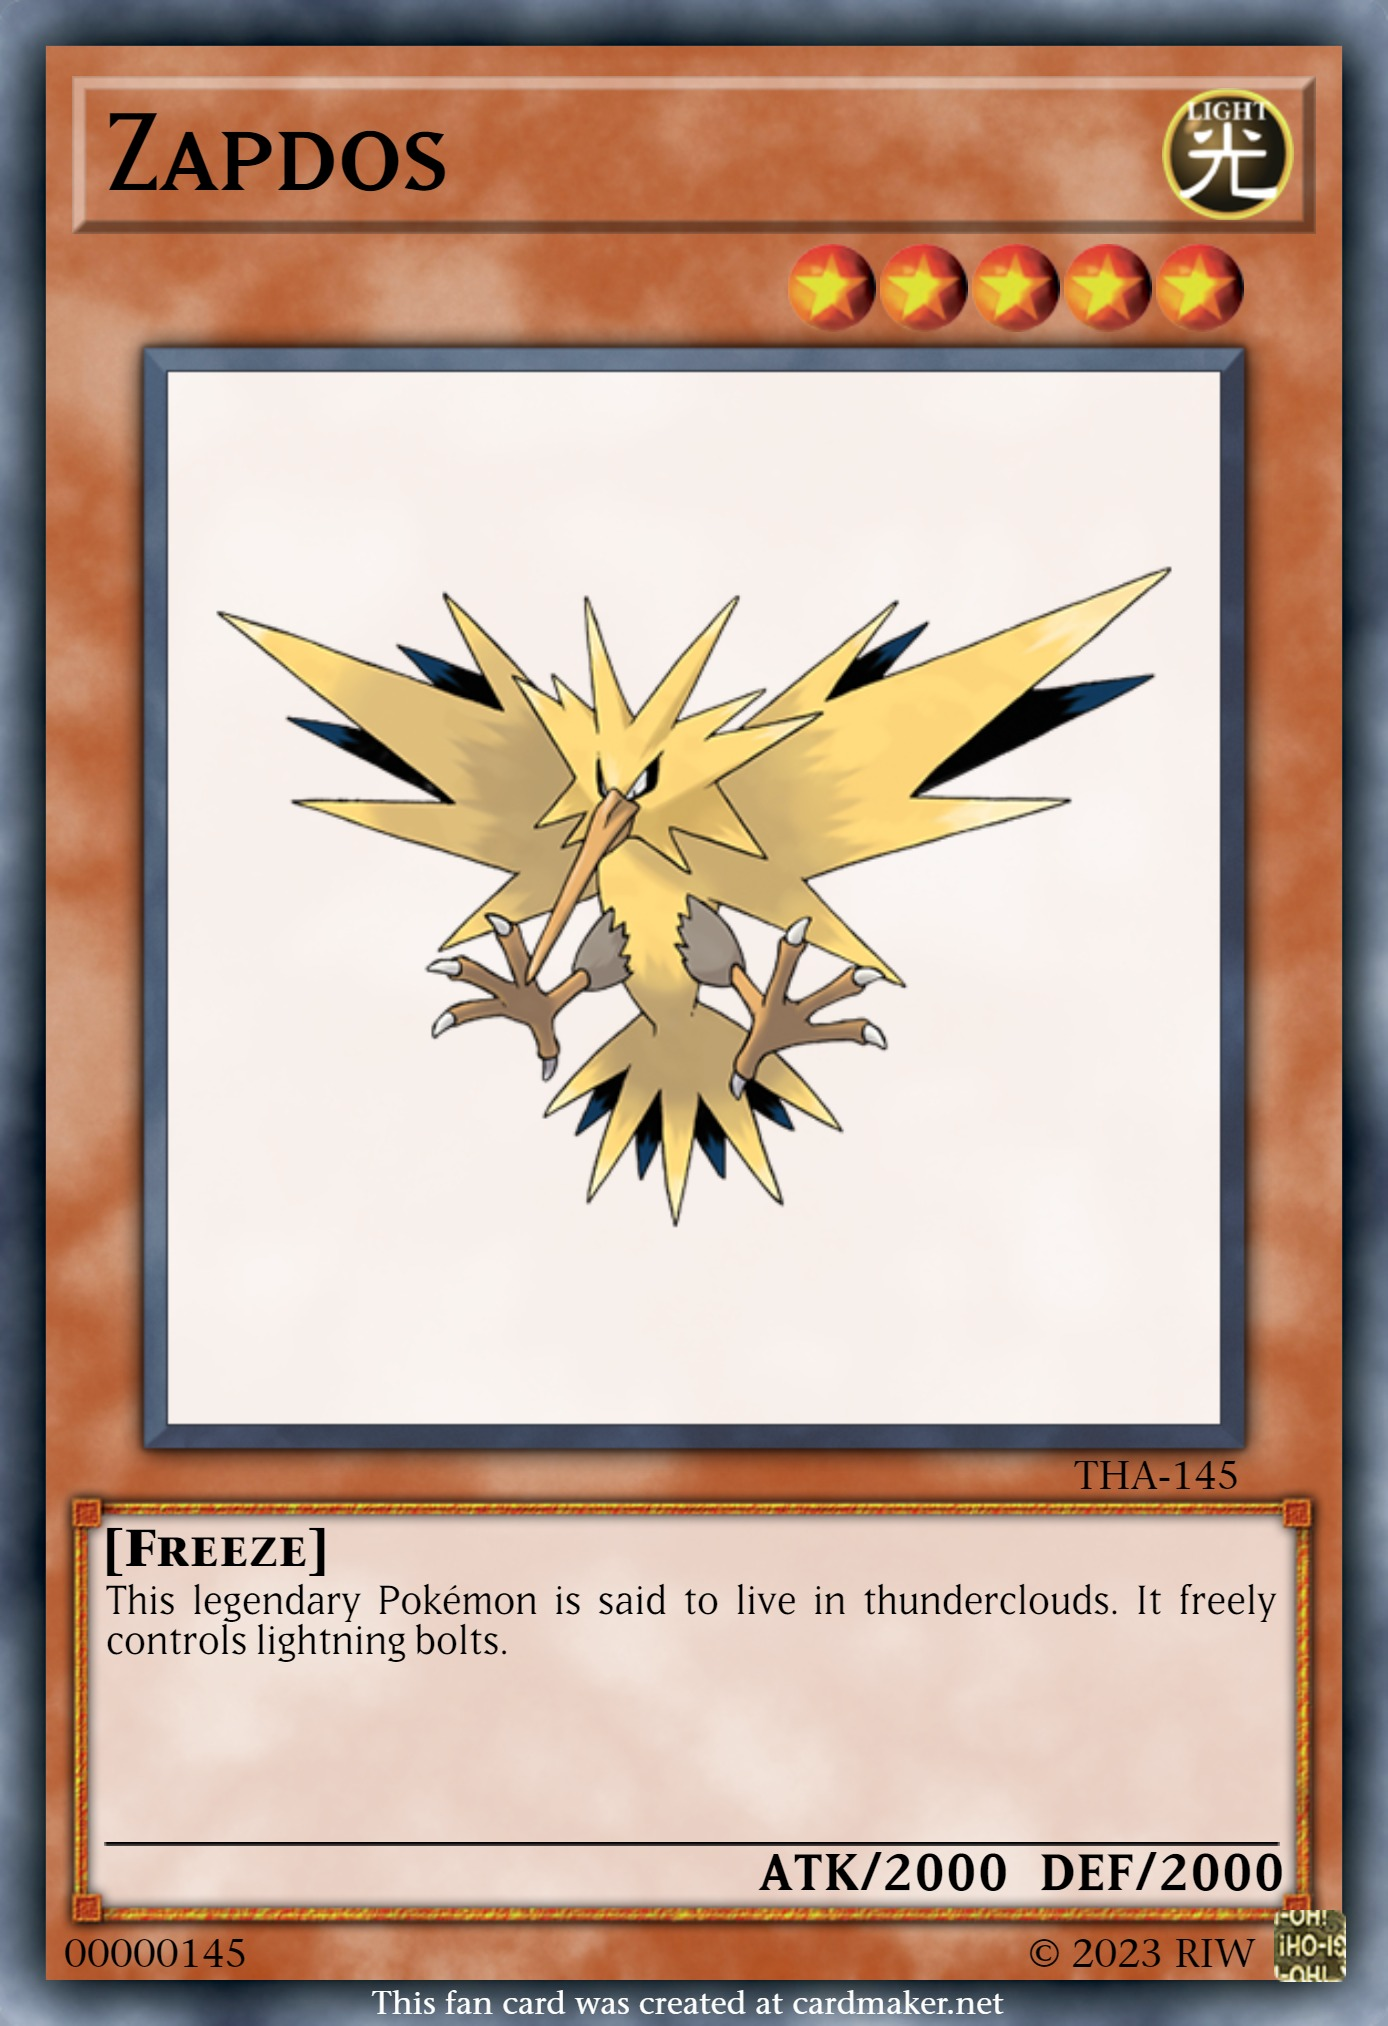 Zapdos
LIGHT
光
THA-145
[Freeze]
This legendary Pokémon is said to live in thunderclouds. It freely
controls lightning bolts.
ATK/2000 DEF/2000
00000145
© 2023 RIW
This fan card was created at cardmaker.net